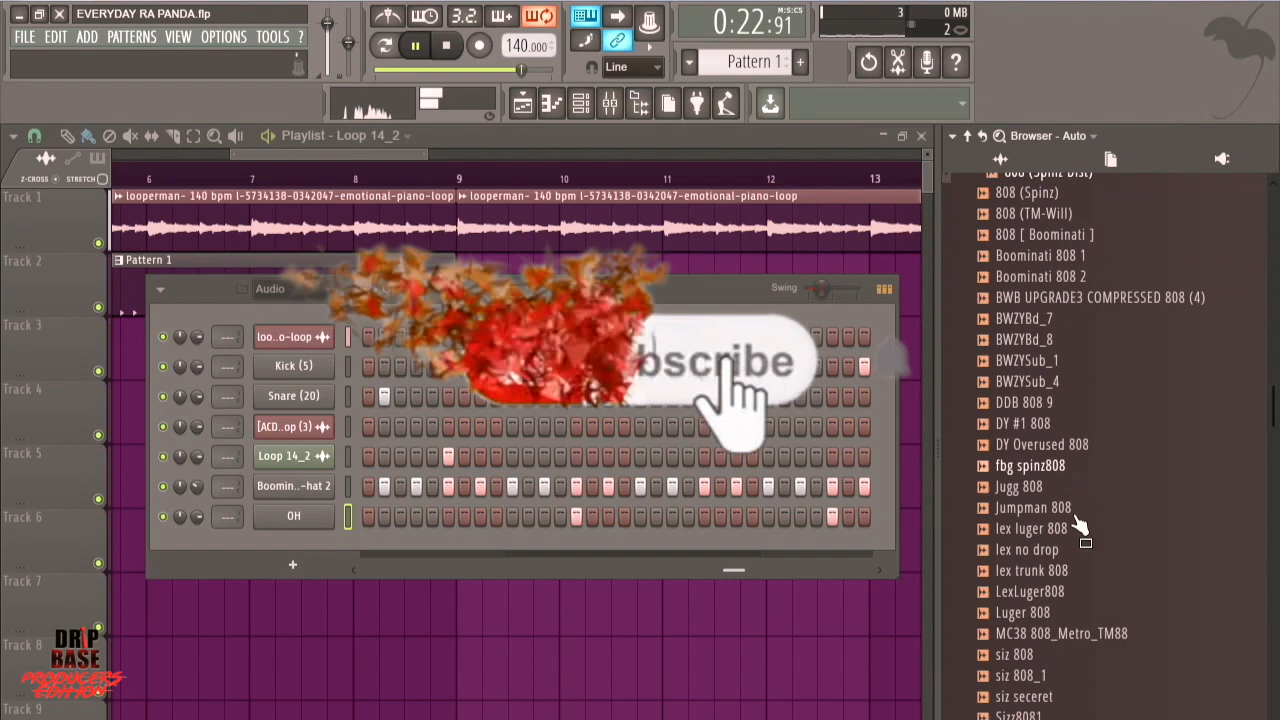 EVERYDAY RA PANDA.flp
FILE EDIT ADD PATTERNS VIEW OPTIONS TOOLS ?
3.2.
140.000
Line
0:22:91
M:S:CS
Pattern 1
3
0 MB
2
Playlist - Loop 14_2
Z-CROSS
STRETCH
6 7 8 9 10 11 12 13
Track 1
looperman- 140 bpm l-5734138-0342047-emotional-piano-loop
looperman- 140 bpm l-5734138-0342047-emotional-piano-loop
Track 2
Pattern 1
Track 3
Track 4
Track 5
Track 6
Track 7
Track 8
Track 9
Audio
Swing
loo..o-loop
Kick (5)
Snare (20)
[ACD..op (3)
Loop 14_2
Boomin..-hat 2
OH
+
bscribe
DRIP
BASE
PRODUCERS
EDITION
Browser - Auto
808 (Spinz Dist)
808 (Spinz)
808 (TM-Will)
808 [ Boominati ]
Boominati 808 1
Boominati 808 2
BWB UPGRADE3 COMPRESSED 808 (4)
BWZYBd_7
BWZYBd_8
BWZYSub_1
BWZYSub_4
DDB 808 9
DY #1 808
DY Overused 808
fbg spinz808
Jugg 808
Jumpman 808
lex luger 808
lex no drop
lex trunk 808
LexLuger808
Luger 808
MC38 808_Metro_TM88
siz 808
siz 808_1
siz seceret
Sizz8081